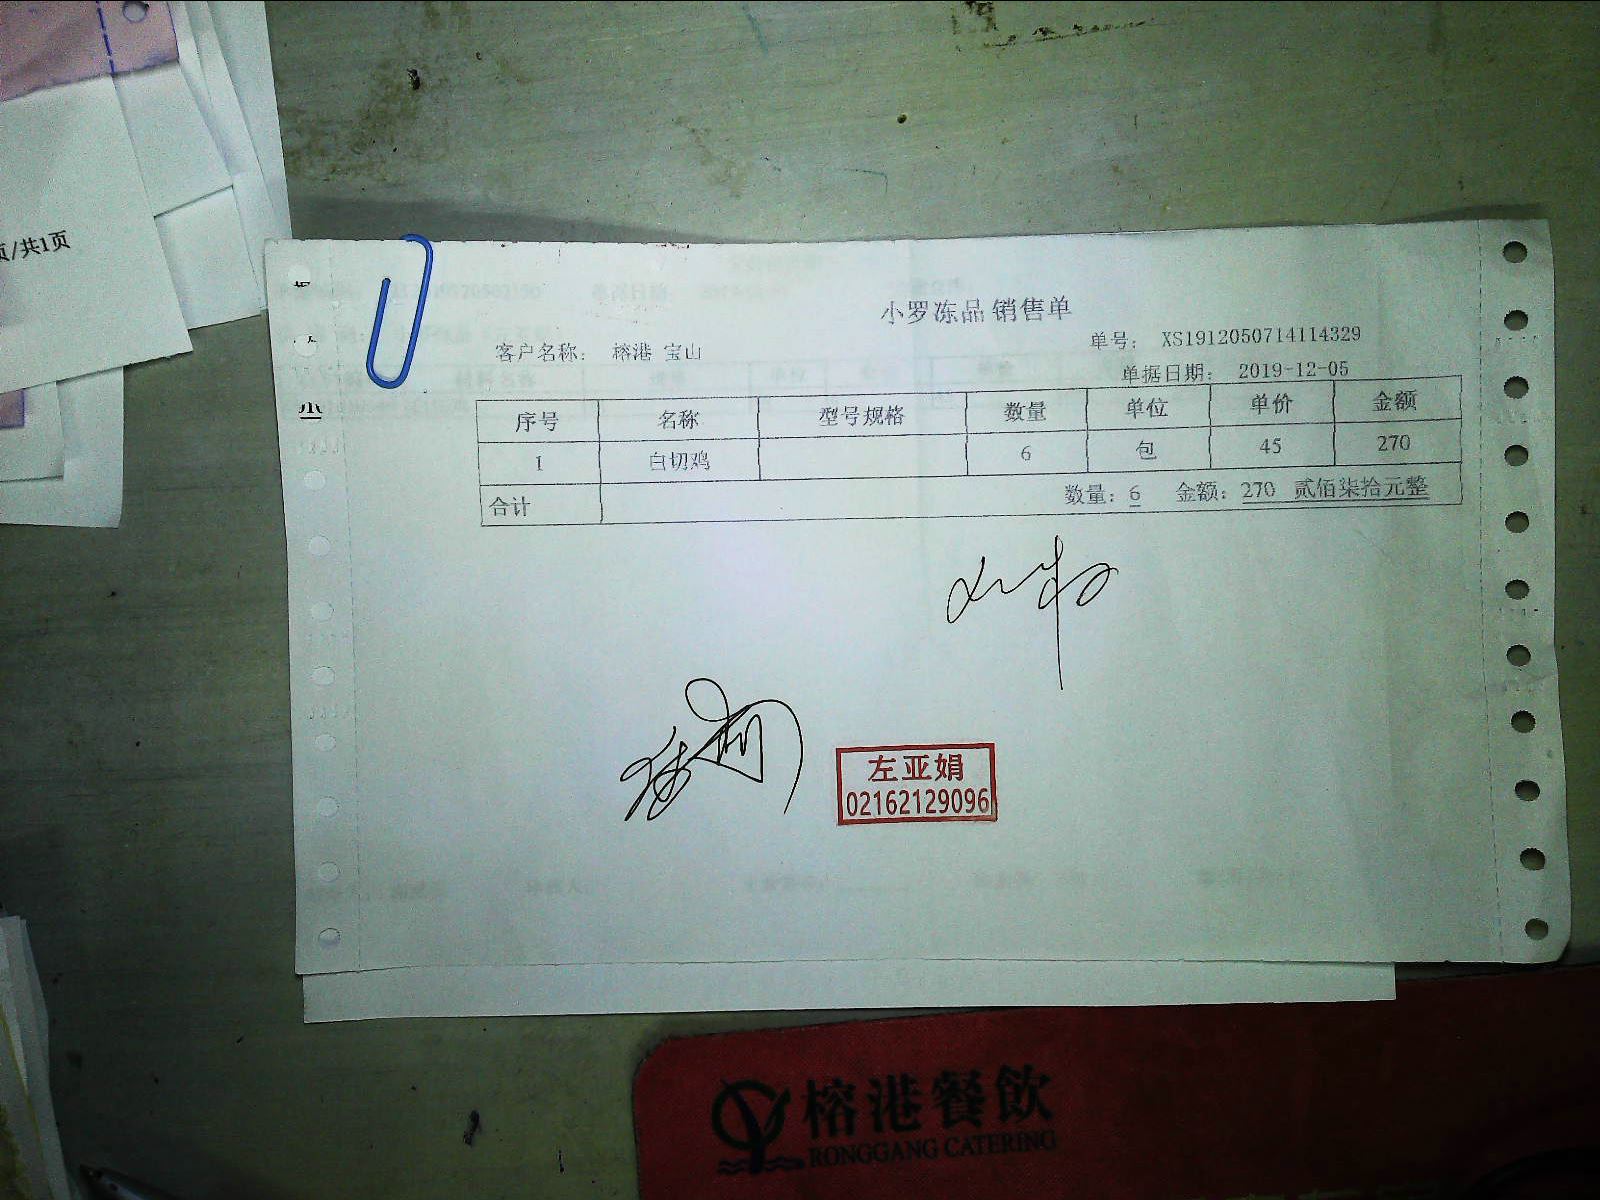 页/共1页
小罗冻品 销售单
客户名称： 榕港 宝山
单号： XS1912050714114329
单据日期： 2019-12-05
序号 名称 型号规格 数量 单位 单价 金额
1 白切鸡 6 包 45 270
合计 数量：6 金额：270 贰佰柒拾元整
左亚娟
02162129096
榕港餐飲
RONGGANG CATERING